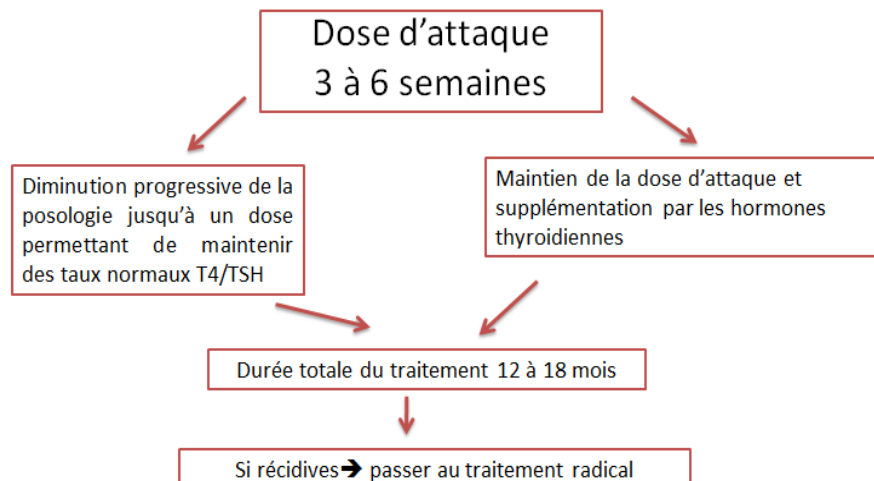 Dose d'attaque
3 à 6 semaines
Diminution progressive de la
posologie jusqu'à un dose
permettant de maintenir
des taux normaux T4/TSH
Maintien de la dose d'attaque et
supplémentation par les hormones
thyroidiennes
Durée totale du traitement 12 à 18 mois
Si récidives➔ passer au traitement radical